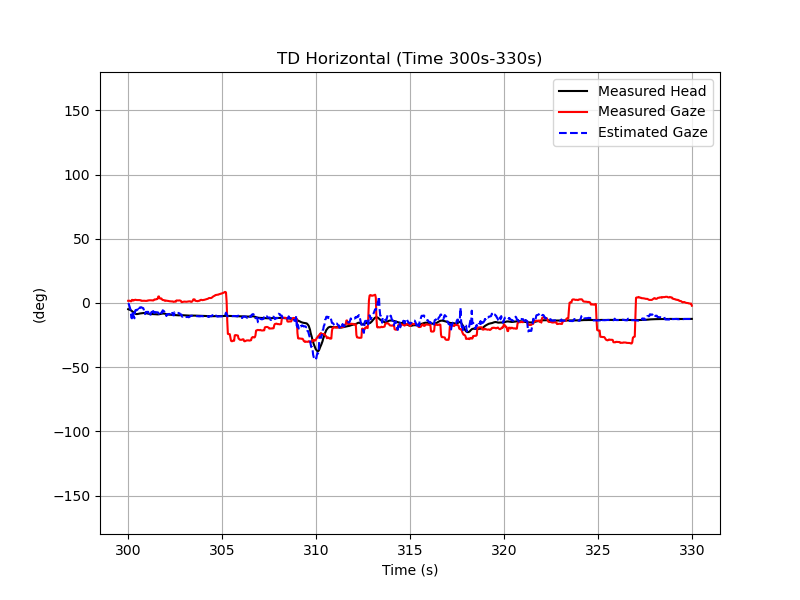 TD Horizontal (Time 300s-330s)
Measured Head
Measured Gaze
Estimated Gaze
150
100
50
0
−50
−100
−150
(deg)
300 305 310 315 320 325 330
Time (s)